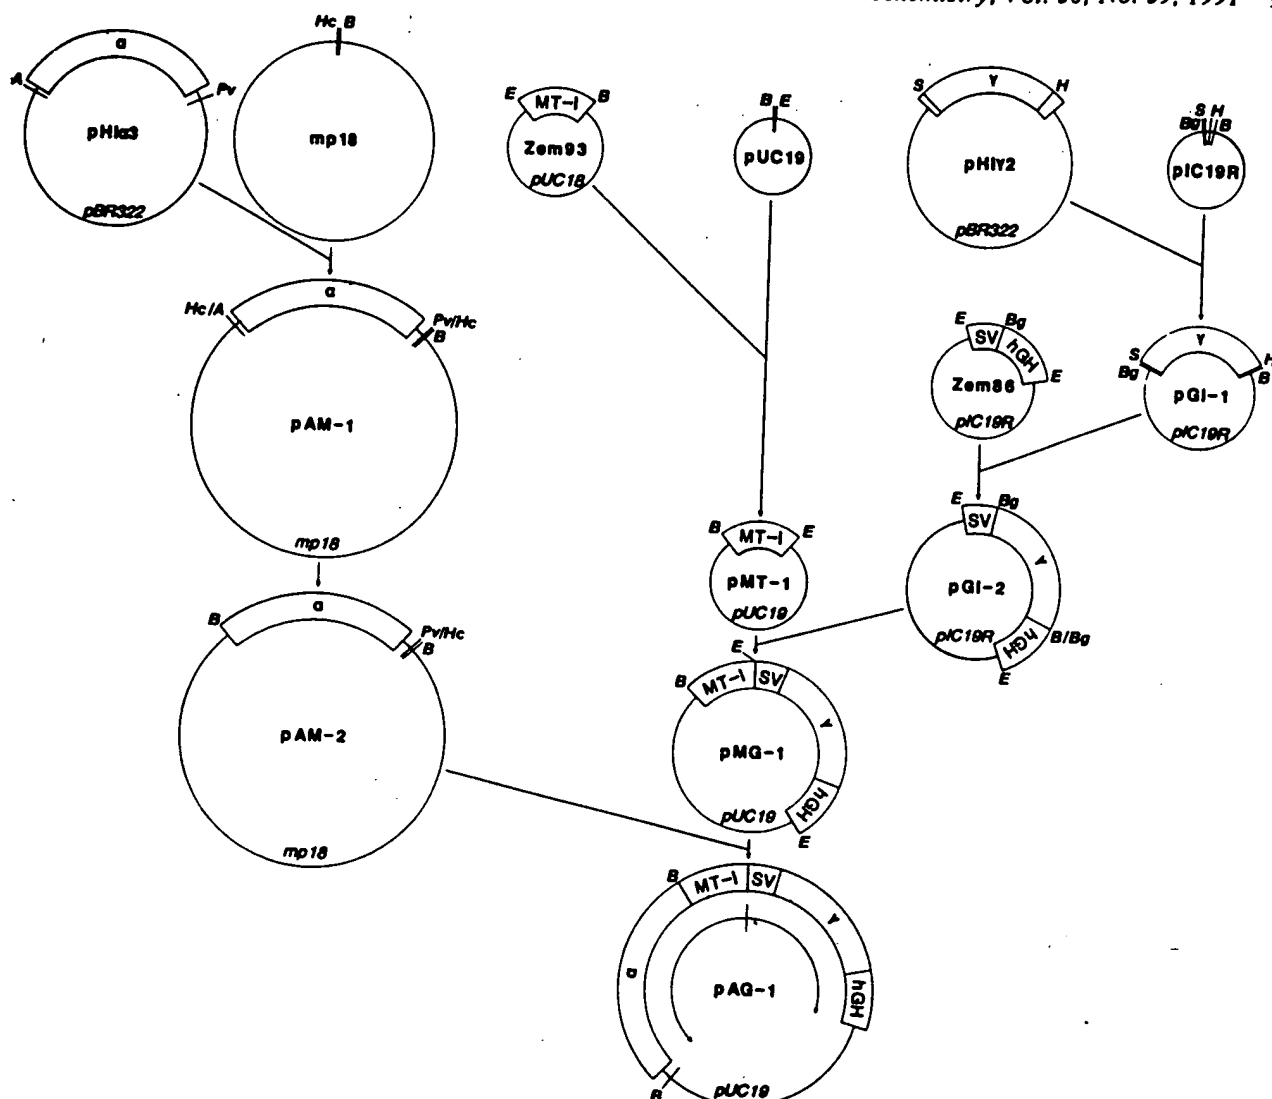 Biochemistry, Vol. 30, No. 39, 1991
A α Pv
pHIα3
pBR322
Hc B
mp18
E MT-I B
Zem93
pUC18
B E
pUC19
S γ H
pHIγ2
pBR322
S H
Bg B
pIC19R
Hc/A α Pv/Hc
B
pAM-1
mp18
E Bg
SV hGH
E
Zem86
pIC19R
S γ H
Bg B
pGI-1
pIC19R
B MT-I E
pMT-1
pUC19
E Bg
SV γ
pGI-2
pIC19R
hGH B/Bg
E
B α Pv/Hc
B
pAM-2
mp18
E
B MT-I SV γ
pMG-1
pUC19
hGH
E
B MT-I SV γ
α pAG-1 hGH
B pUC19